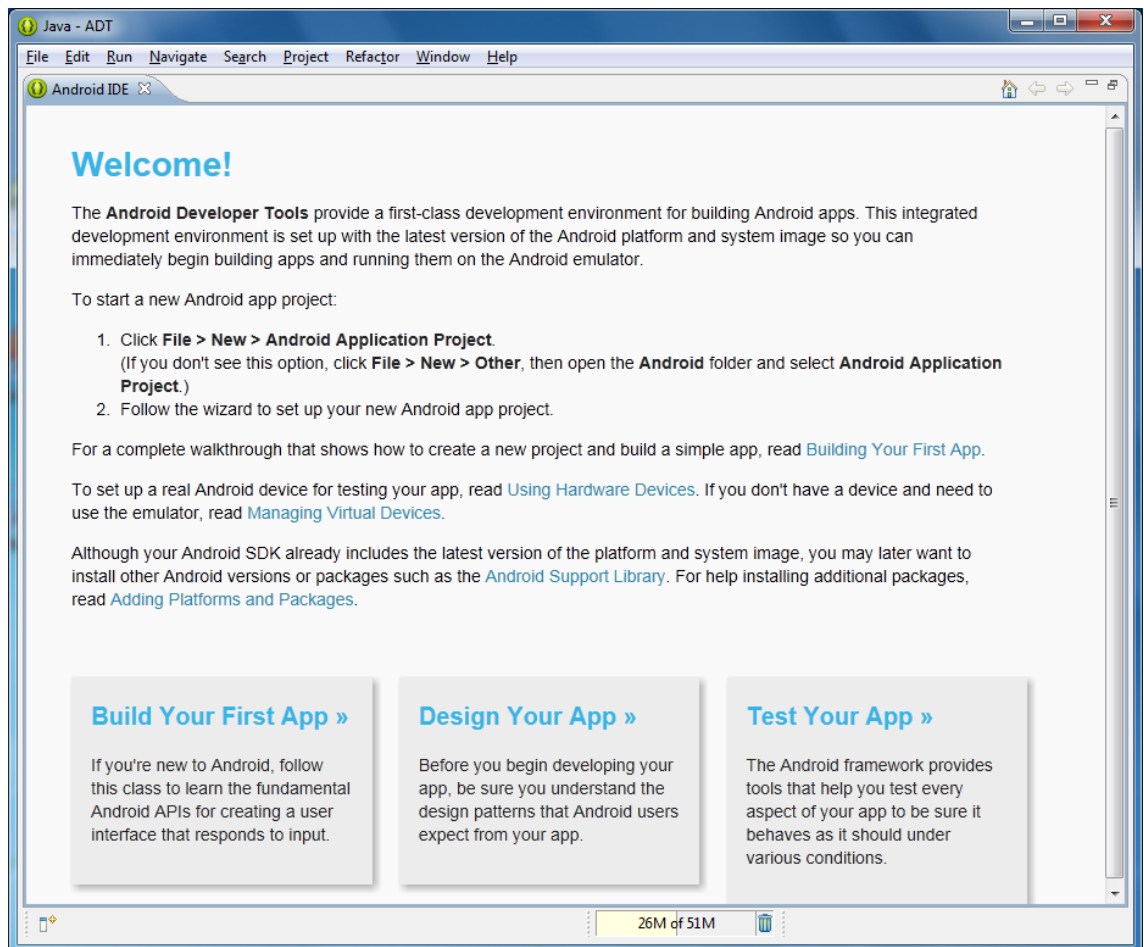 Java - ADT
File Edit Run Navigate Search Project Refactor Window Help
Android IDE
Welcome!
The Android Developer Tools provide a first-class development environment for building Android apps. This integrated
development environment is set up with the latest version of the Android platform and system image so you can
immediately begin building apps and running them on the Android emulator.
To start a new Android app project:
1. Click File > New > Android Application Project.
(If you don't see this option, click File > New > Other, then open the Android folder and select Android Application
Project.)
2. Follow the wizard to set up your new Android app project.
For a complete walkthrough that shows how to create a new project and build a simple app, read Building Your First App.
To set up a real Android device for testing your app, read Using Hardware Devices. If you don't have a device and need to
use the emulator, read Managing Virtual Devices.
Although your Android SDK already includes the latest version of the platform and system image, you may later want to
install other Android versions or packages such as the Android Support Library. For help installing additional packages,
read Adding Platforms and Packages.
Build Your First App »
If you're new to Android, follow
this class to learn the fundamental
Android APIs for creating a user
interface that responds to input.
Design Your App »
Before you begin developing your
app, be sure you understand the
design patterns that Android users
expect from your app.
Test Your App »
The Android framework provides
tools that help you test every
aspect of your app to be sure it
behaves as it should under
various conditions.
26M of 51M